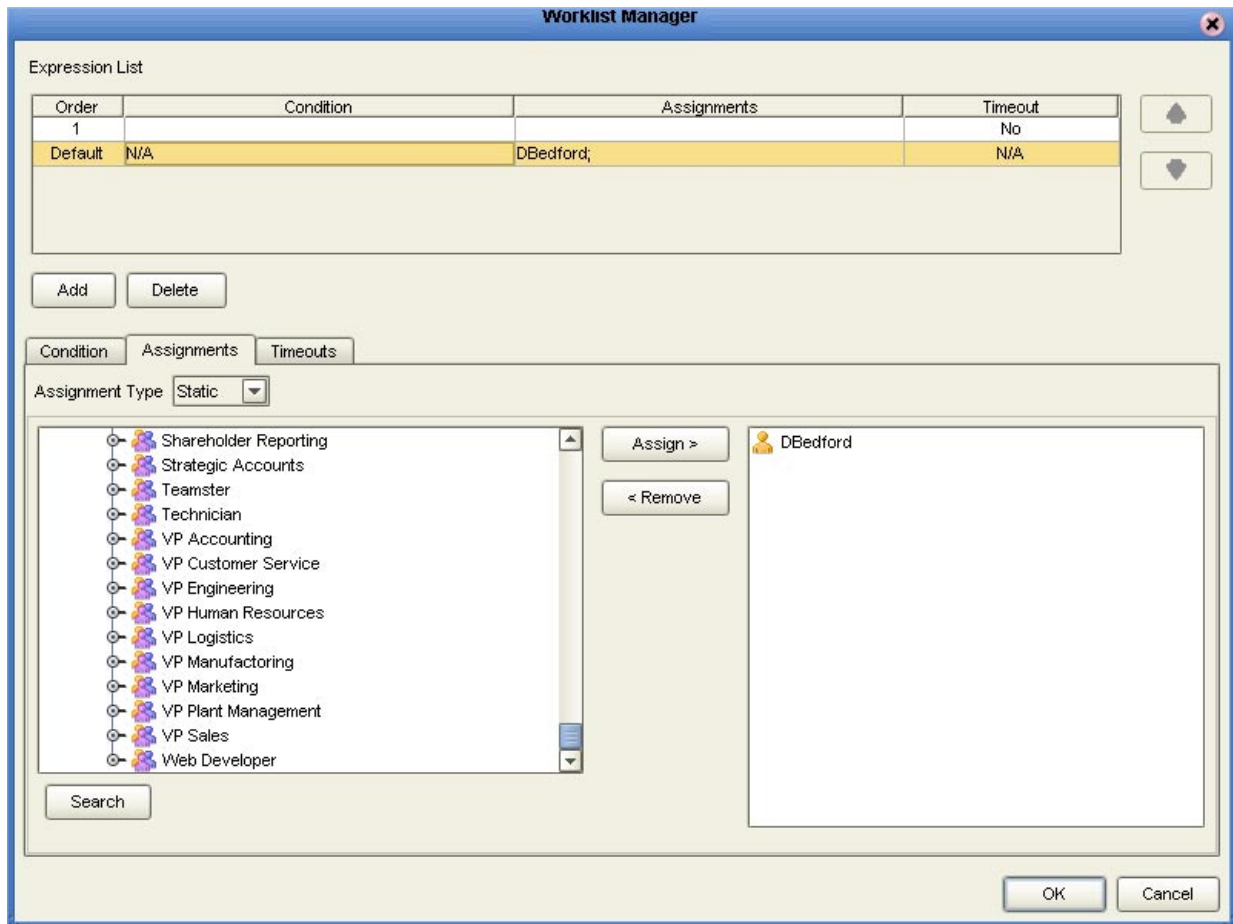 Worklist Manager
Expression List
Order Condition Assignments Timeout
1 No
Default N/A DBedford; N/A
Add Delete
Condition Assignments Timeouts
Assignment Type Static
Shareholder Reporting
Strategic Accounts
Teamster
Technician
VP Accounting
VP Customer Service
VP Engineering
VP Human Resources
VP Logistics
VP Manufactoring
VP Marketing
VP Plant Management
VP Sales
Web Developer
Assign >
< Remove
DBedford
Search
OK Cancel